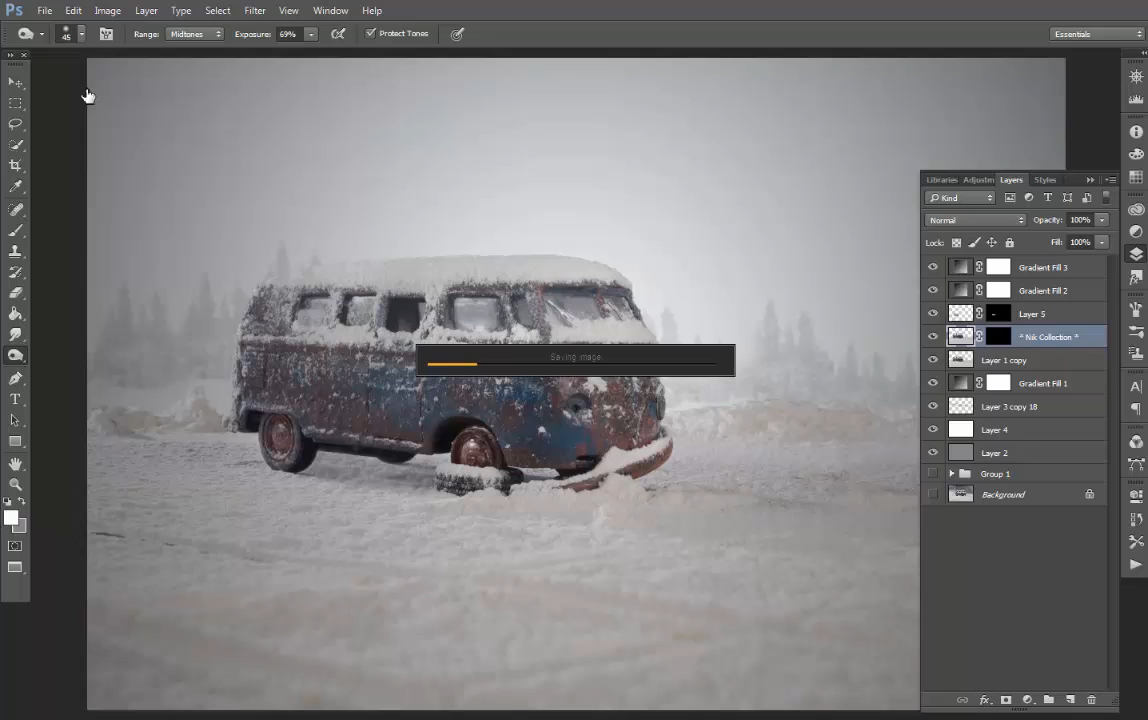 Ps File Edit Image Layer Type Select Filter View Window Help
45 Range: Midtones Exposure: 69% Protect Tones Essentials
Libraries Adjustm Layers Styles
Kind
Normal Opacity: 100%
Lock: Fill: 100%
Gradient Fill 3
Gradient Fill 2
Layer 5
* Nik Collection *
Saving image.
Layer 1 copy
Gradient Fill 1
Layer 3 copy 18
Layer 4
Layer 2
Group 1
Background